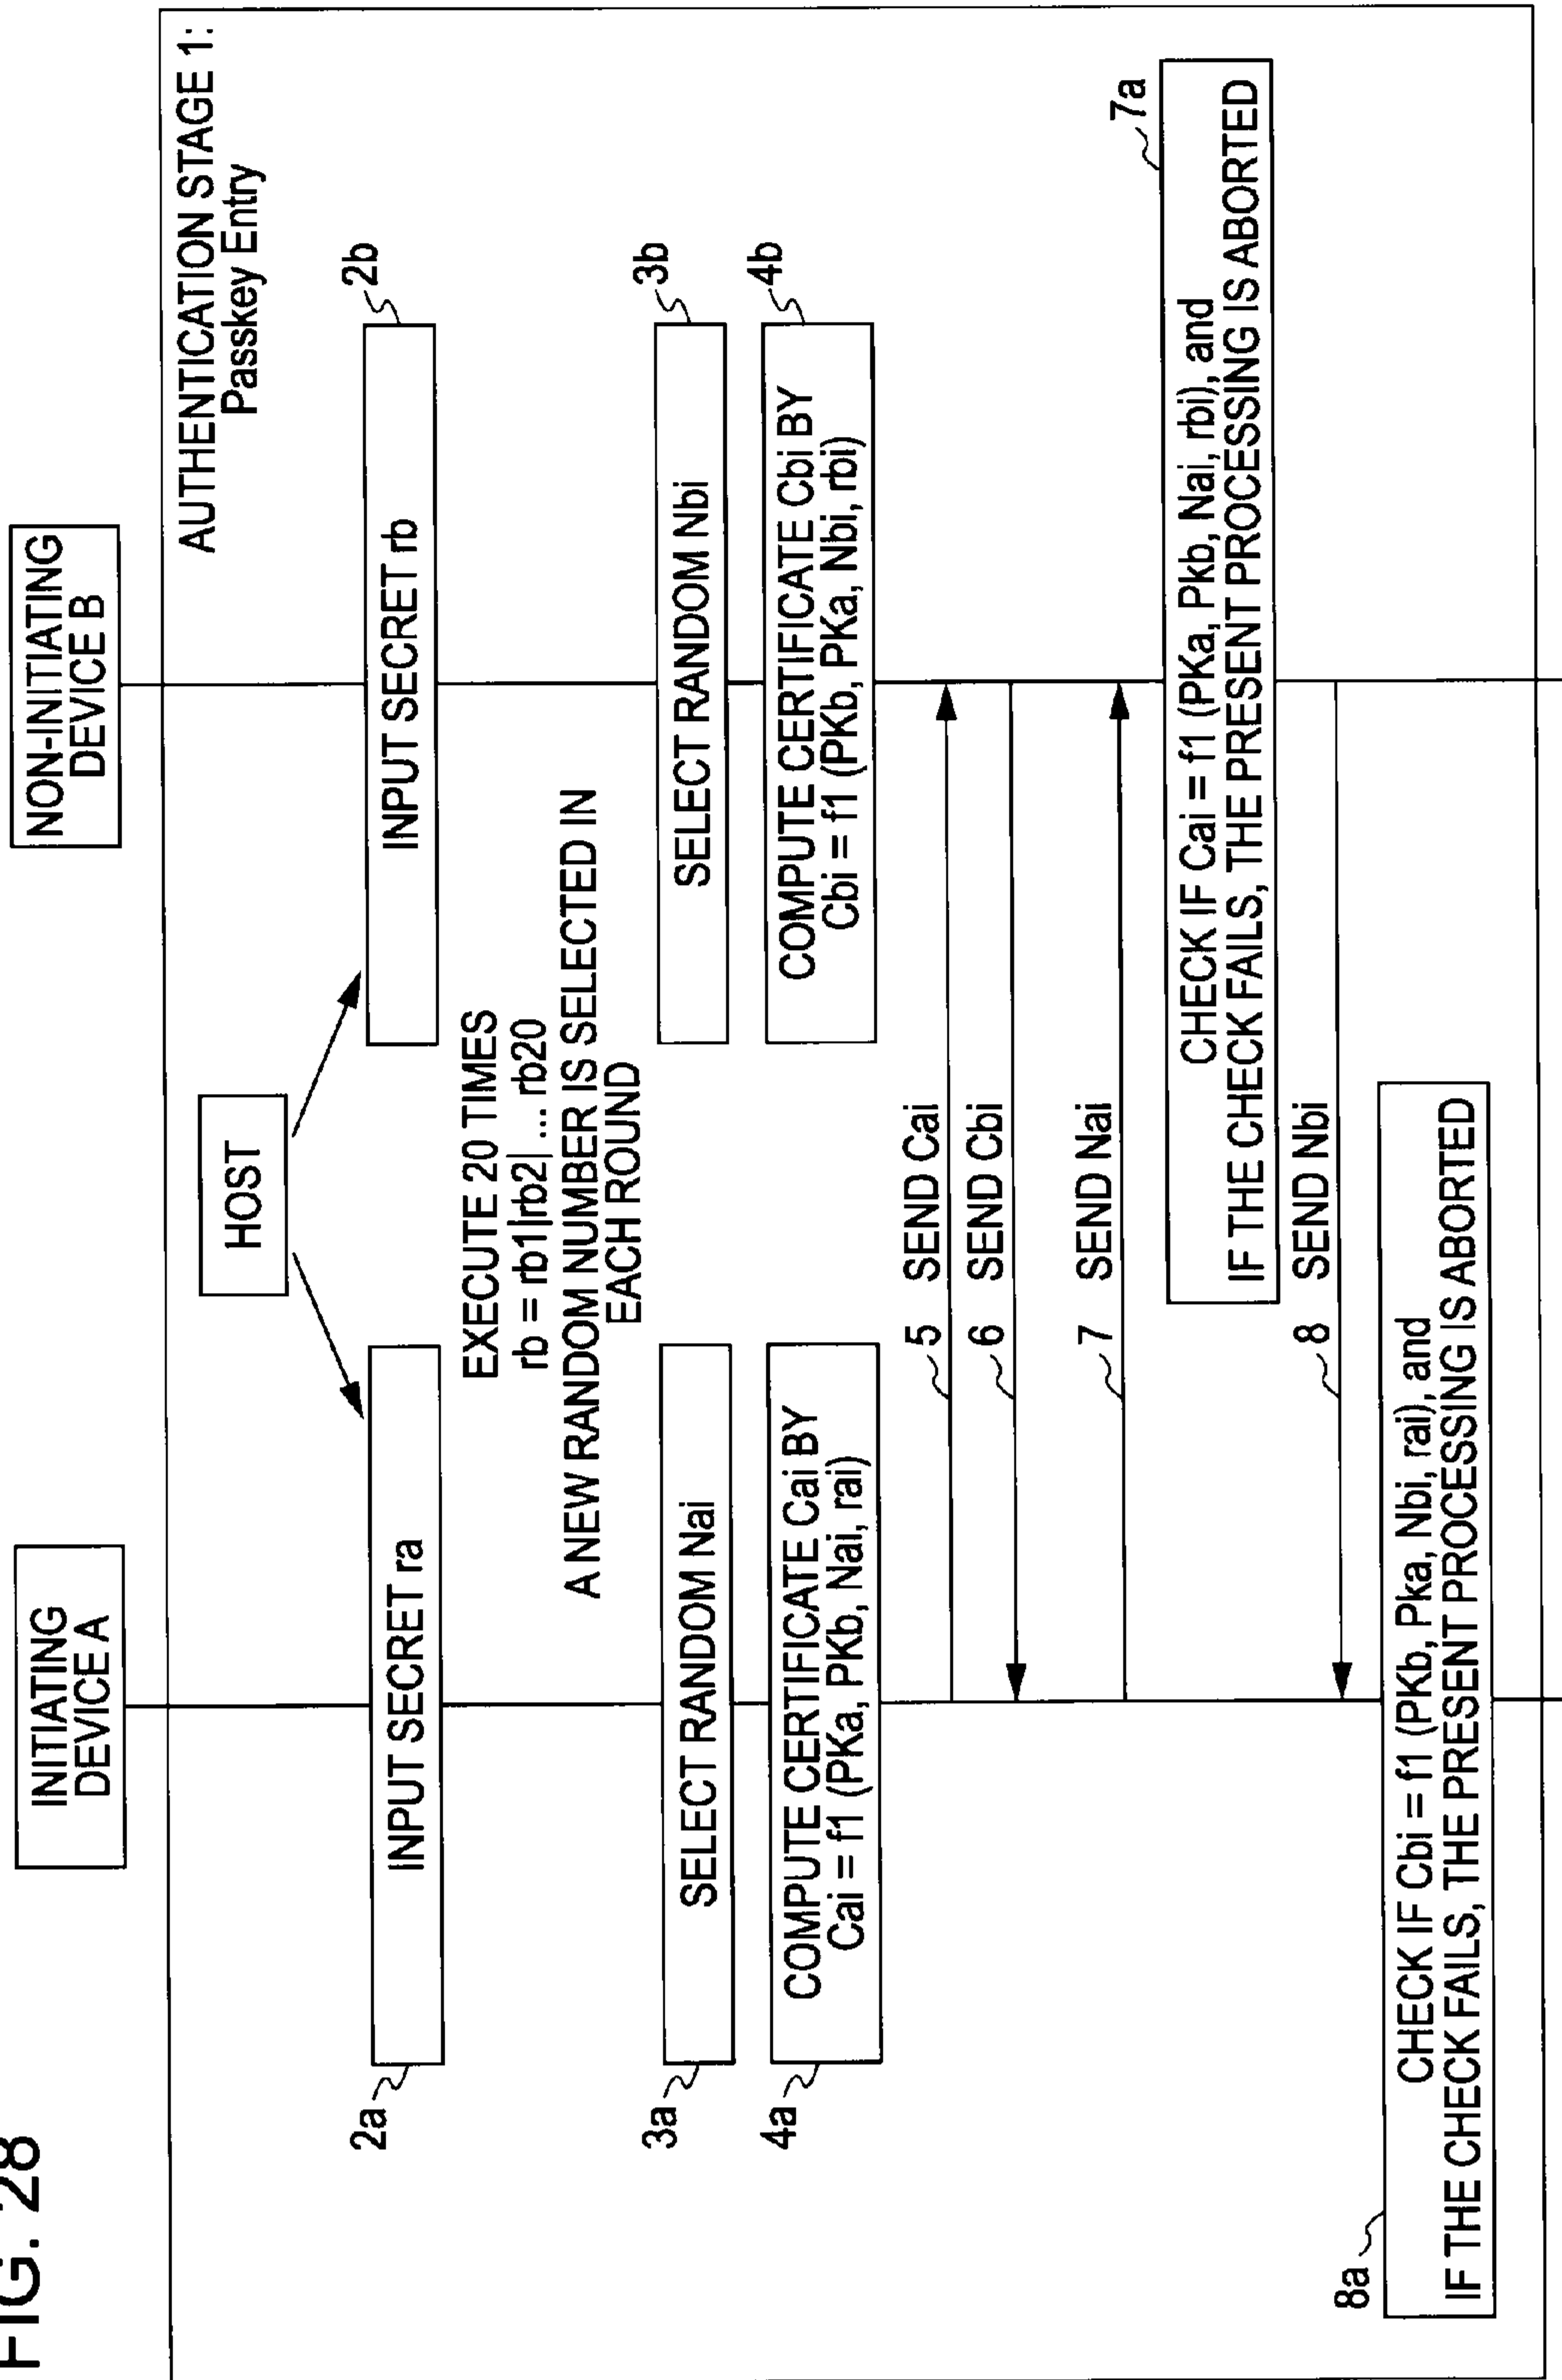 FIG. 28
INITIATING
DEVICE A
NON-INITIATING
DEVICE B
AUTHENTICATION STAGE 1:
Passkey Entry
HOST
2a
INPUT SECRET ra
INPUT SECRET rb
2b
EXECUTE 20 TIMES
rb = rb1|rb2| ... rb20
A NEW RANDOM NUMBER IS SELECTED IN
EACH ROUND
3a
SELECT RANDOM Nai
SELECT RANDOM Nbi
3b
4a
COMPUTE CERTIFICATE Cai BY
Cai = f1 (PKa, PKb, Nai, rai)
COMPUTE CERTIFICATE Cbi BY
Cbi = f1 (PKb, PKa, Nbi, rbi)
4b
5 SEND Cai
6 SEND Cbi
7 SEND Nai
7a
CHECK IF Cai = f1 (PKa, Pkb, Nai, rbi), and
IF THE CHECK FAILS, THE PRESENT PROCESSING IS ABORTED
8 SEND Nbi
8a
CHECK IF Cbi = f1 (PKb, Pka, Nbi, rai), and
IF THE CHECK FAILS, THE PRESENT PROCESSING IS ABORTED